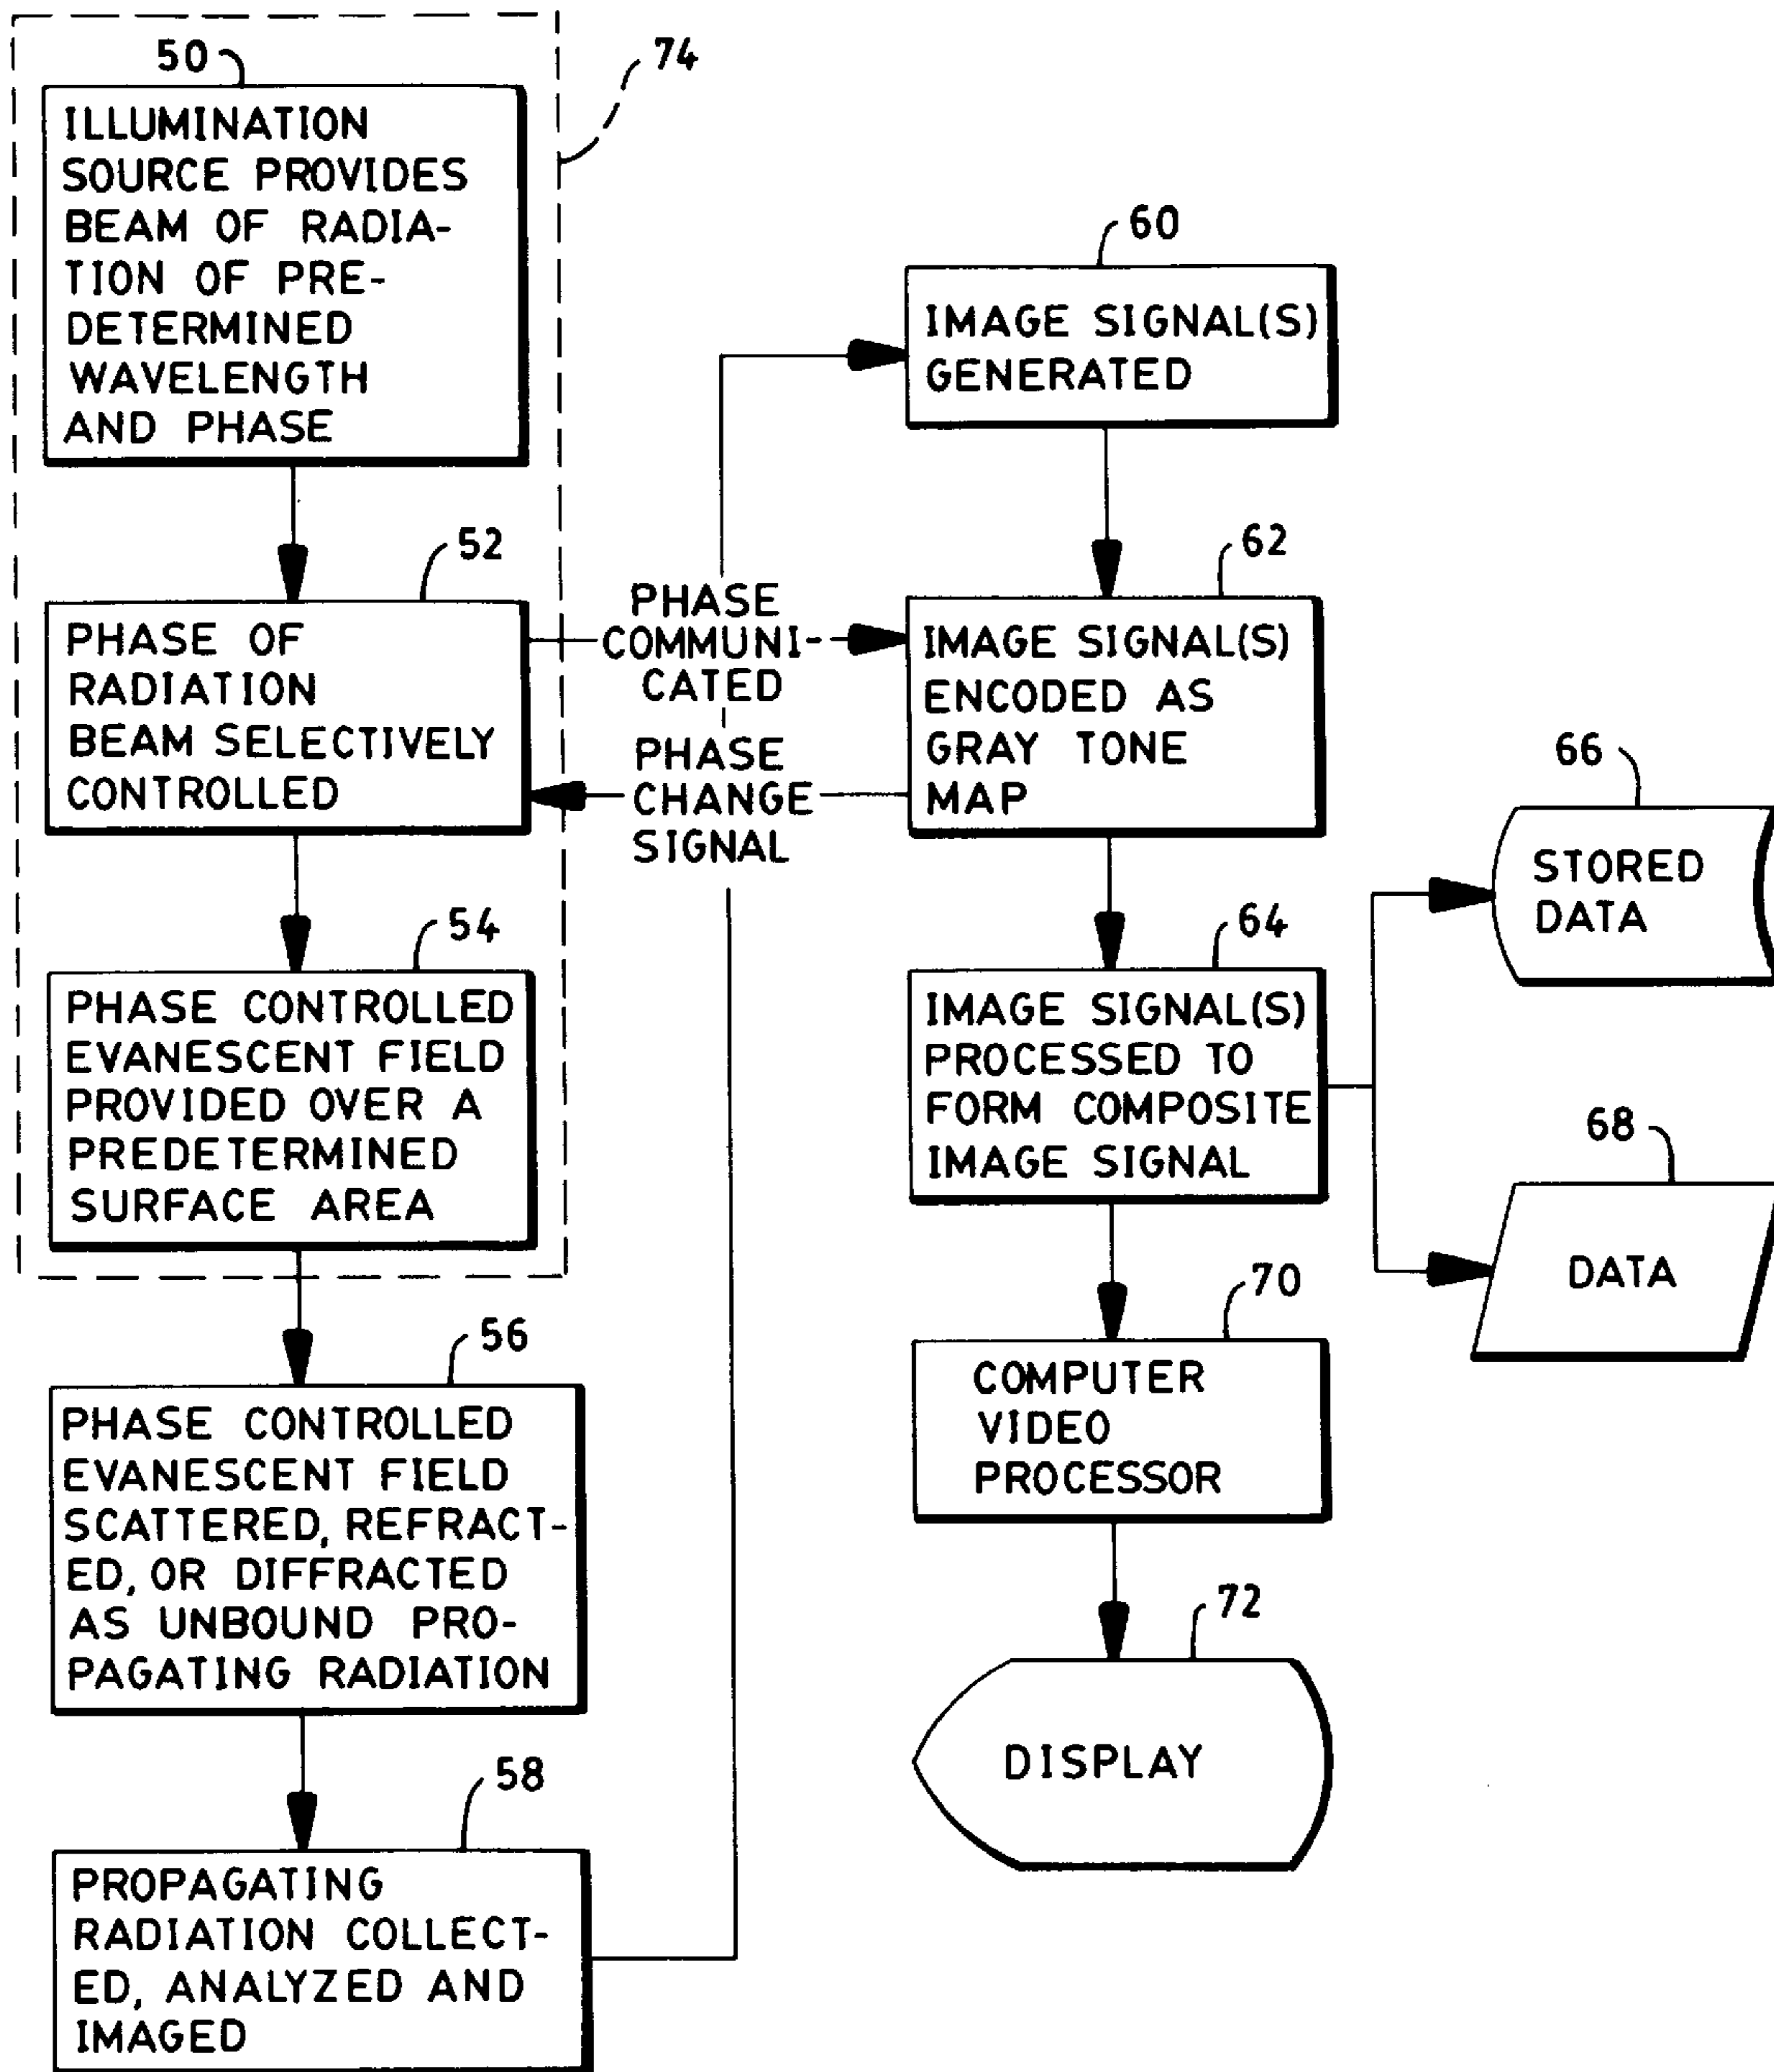 50
74
ILLUMINATION
SOURCE PROVIDES
BEAM OF RADIA-
TION OF PRE-
DETERMINED
WAVELENGTH
AND PHASE
52
PHASE OF
RADIATION
BEAM SELECTIVELY
CONTROLLED
54
PHASE CONTROLLED
EVANESCENT FIELD
PROVIDED OVER A
PREDETERMINED
SURFACE AREA
56
PHASE CONTROLLED
EVANESCENT FIELD
SCATTERED, REFRACT-
ED, OR DIFFRACTED
AS UNBOUND PRO-
PAGATING RADIATION
58
PROPAGATING
RADIATION COLLECT-
ED, ANALYZED AND
IMAGED
PHASE
COMMUNI-
CATED
PHASE
CHANGE
SIGNAL
60
IMAGE SIGNAL(S)
GENERATED
62
IMAGE SIGNAL(S)
ENCODED AS
GRAY TONE
MAP
64
IMAGE SIGNAL(S)
PROCESSED TO
FORM COMPOSITE
IMAGE SIGNAL
66
STORED
DATA
68
DATA
70
COMPUTER
VIDEO
PROCESSOR
72
DISPLAY